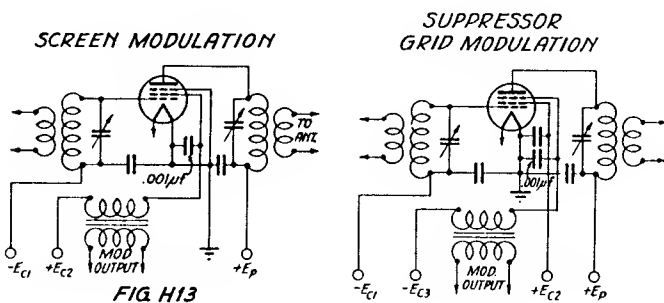 SCREEN MODULATION
TO ANT.
.001µf
-EC1
+EC2
MOD. OUTPUT
+EP
FIG. H13
SUPPRESSOR
GRID MODULATION
.001µf
-EC1
-EC3
MOD. OUTPUT
+EC2
+EP